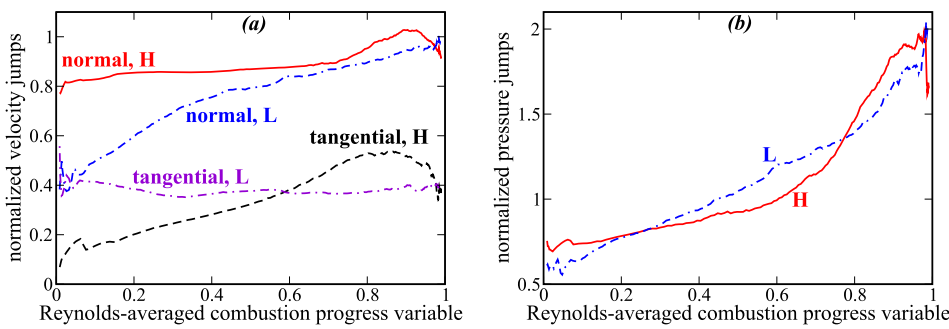 (a)
normalized velocity jumps
1
0.8
0.6
0.4
0.2
0
normal, H
normal, L
tangential, H
tangential, L
0 0.2 0.4 0.6 0.8 1
Reynolds-averaged combustion progress variable
(b)
normalized pressure jumps
2
1.5
1
0.5
L
H
0 0.2 0.4 0.6 0.8 1
Reynolds-averaged combustion progress variable